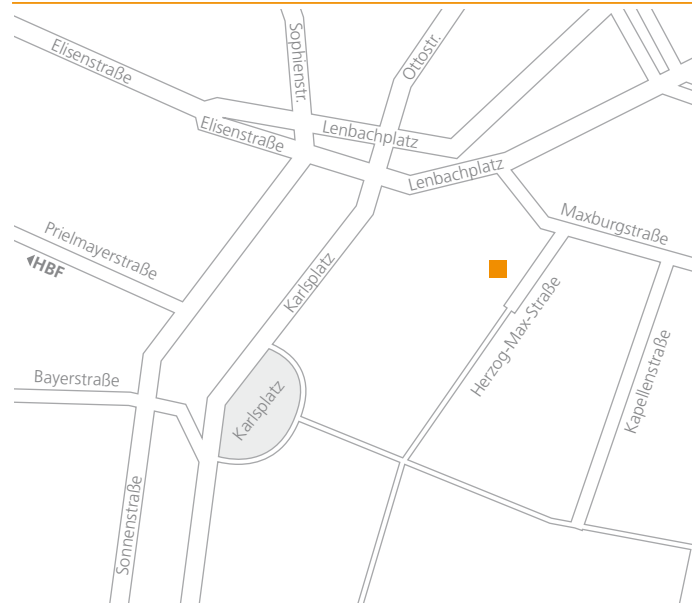 Elisenstraße
Sophienstr.
Ottostr.
Elisenstraße
Lenbachplatz
Lenbachplatz
Maxburgstraße
Prielmayerstraße
HBF
Karlsplatz
Herzog-Max-Straße
Bayerstraße
Karlsplatz
Kapellenstraße
Sonnenstraße